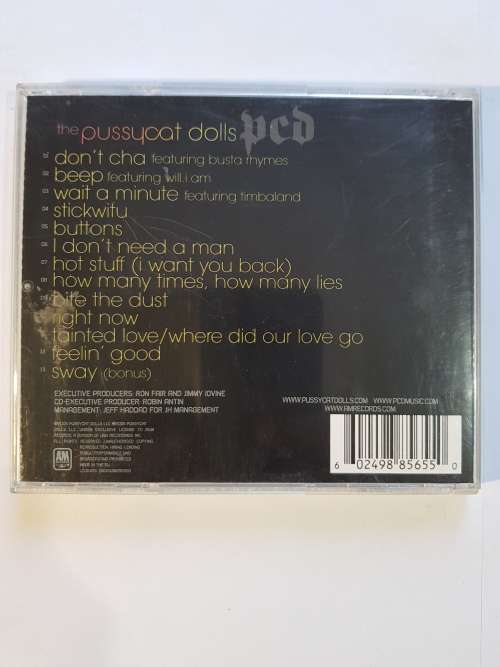 the pussycat dolls pcd
01 don't cha featuring busta rhymes
02 beep featuring will.i.am
03 wait a minute featuring timbaland
04 stickwitu
05 buttons
06 I don't need a man
07 hot stuff (i want you back)
08 how many times, how many lies
bite the dust
right now
tainted love/where did our love go
feelin' good
13 sway (bonus)
EXECUTIVE PRODUCERS: RON FAIR AND JIMMY IOVINE
CO-EXECUTIVE PRODUCER: ROBIN ANTIN
MANAGEMENT: JEFF HADDAD FOR JH MANAGEMENT
WWW.PUSSYCATDOLLS.COM WWW.PCDMUSIC.COM
WWW.AMRECORDS.COM
AM
6 02498 85655 0